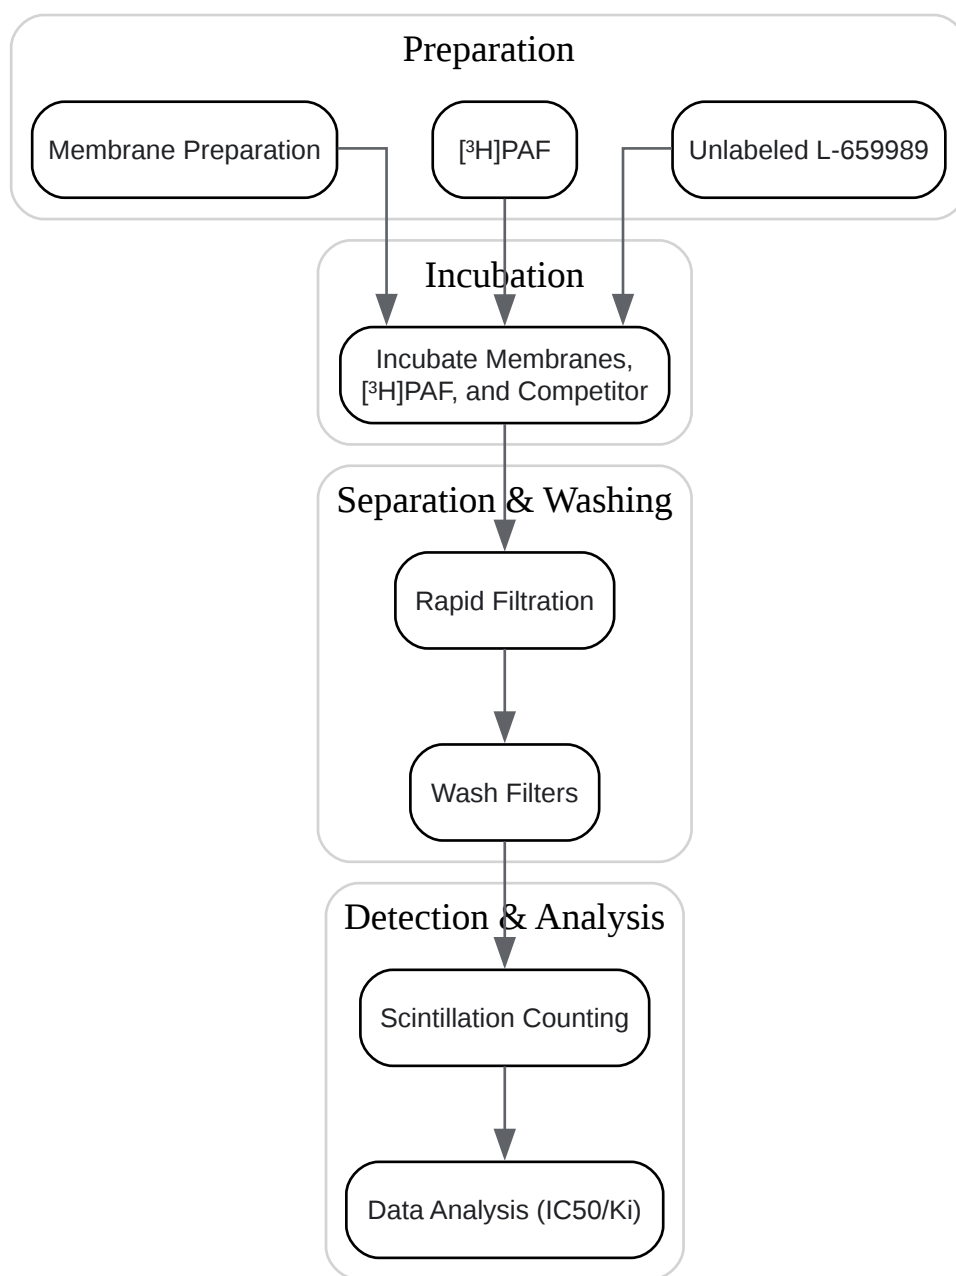 Preparation
Membrane Preparation
[³H]PAF
Unlabeled L-659989
Incubation
Incubate Membranes,
[³H]PAF, and Competitor
Separation & Washing
Rapid Filtration
Wash Filters
Detection & Analysis
Scintillation Counting
Data Analysis (IC50/Ki)